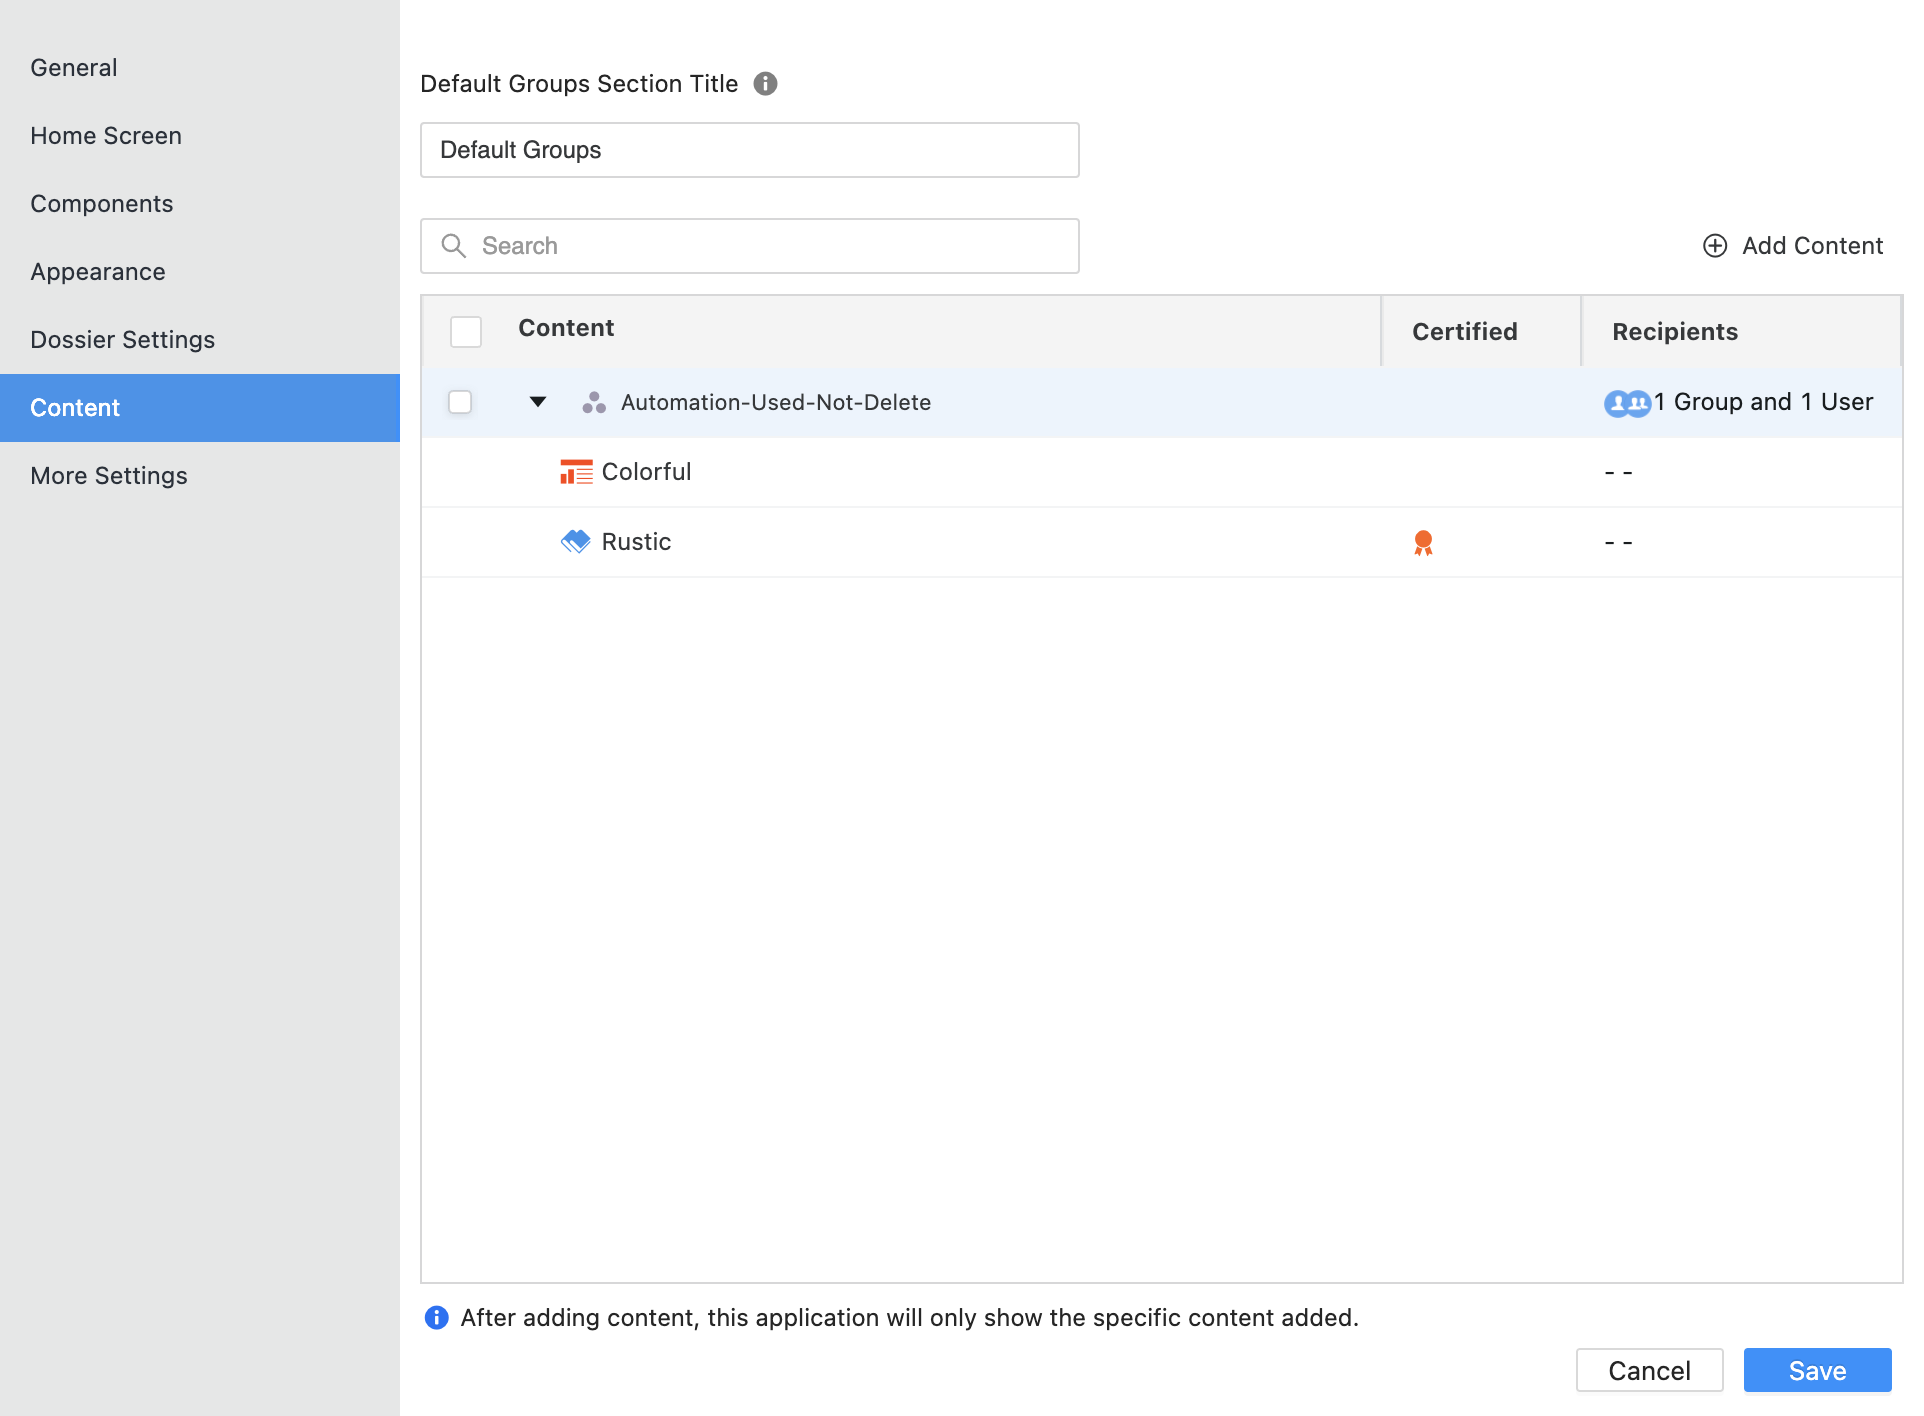 General
Home Screen
Components
Appearance
Dossier Settings
Content
More Settings
Default Groups Section Title
Default Groups
Search
Add Content
Content Certified Recipients
Automation-Used-Not-Delete 1 Group and 1 User
Colorful - -
Rustic - -
After adding content, this application will only show the specific content added.
Cancel Save